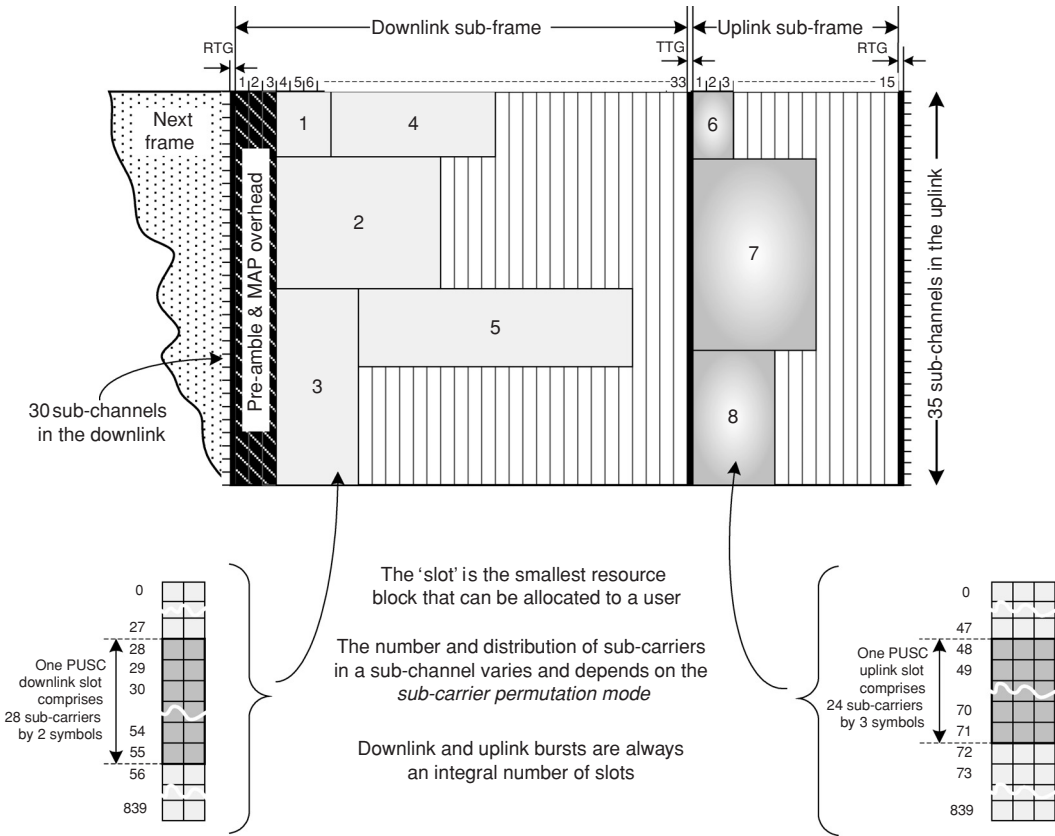 Downlink sub-frame
Uplink sub-frame
RTG
TTG
RTG
1 2 3 4 5 6
33
1 2 3
15
Next
frame
Pre-amble & MAP overhead
1
4
2
5
3
6
7
8
35 sub-channels in the uplink
30 sub-channels
in the downlink
The ‘slot’ is the smallest resource
block that can be allocated to a user
The number and distribution of sub-carriers
in a sub-channel varies and depends on the
sub-carrier permutation mode
Downlink and uplink bursts are always
an integral number of slots
One PUSC
downlink slot
comprises
28 sub-carriers
by 2 symbols
0
27
28
29
30
54
55
56
839
One PUSC
uplink slot
comprises
24 sub-carriers
by 3 symbols
0
47
48
49
70
71
72
73
839